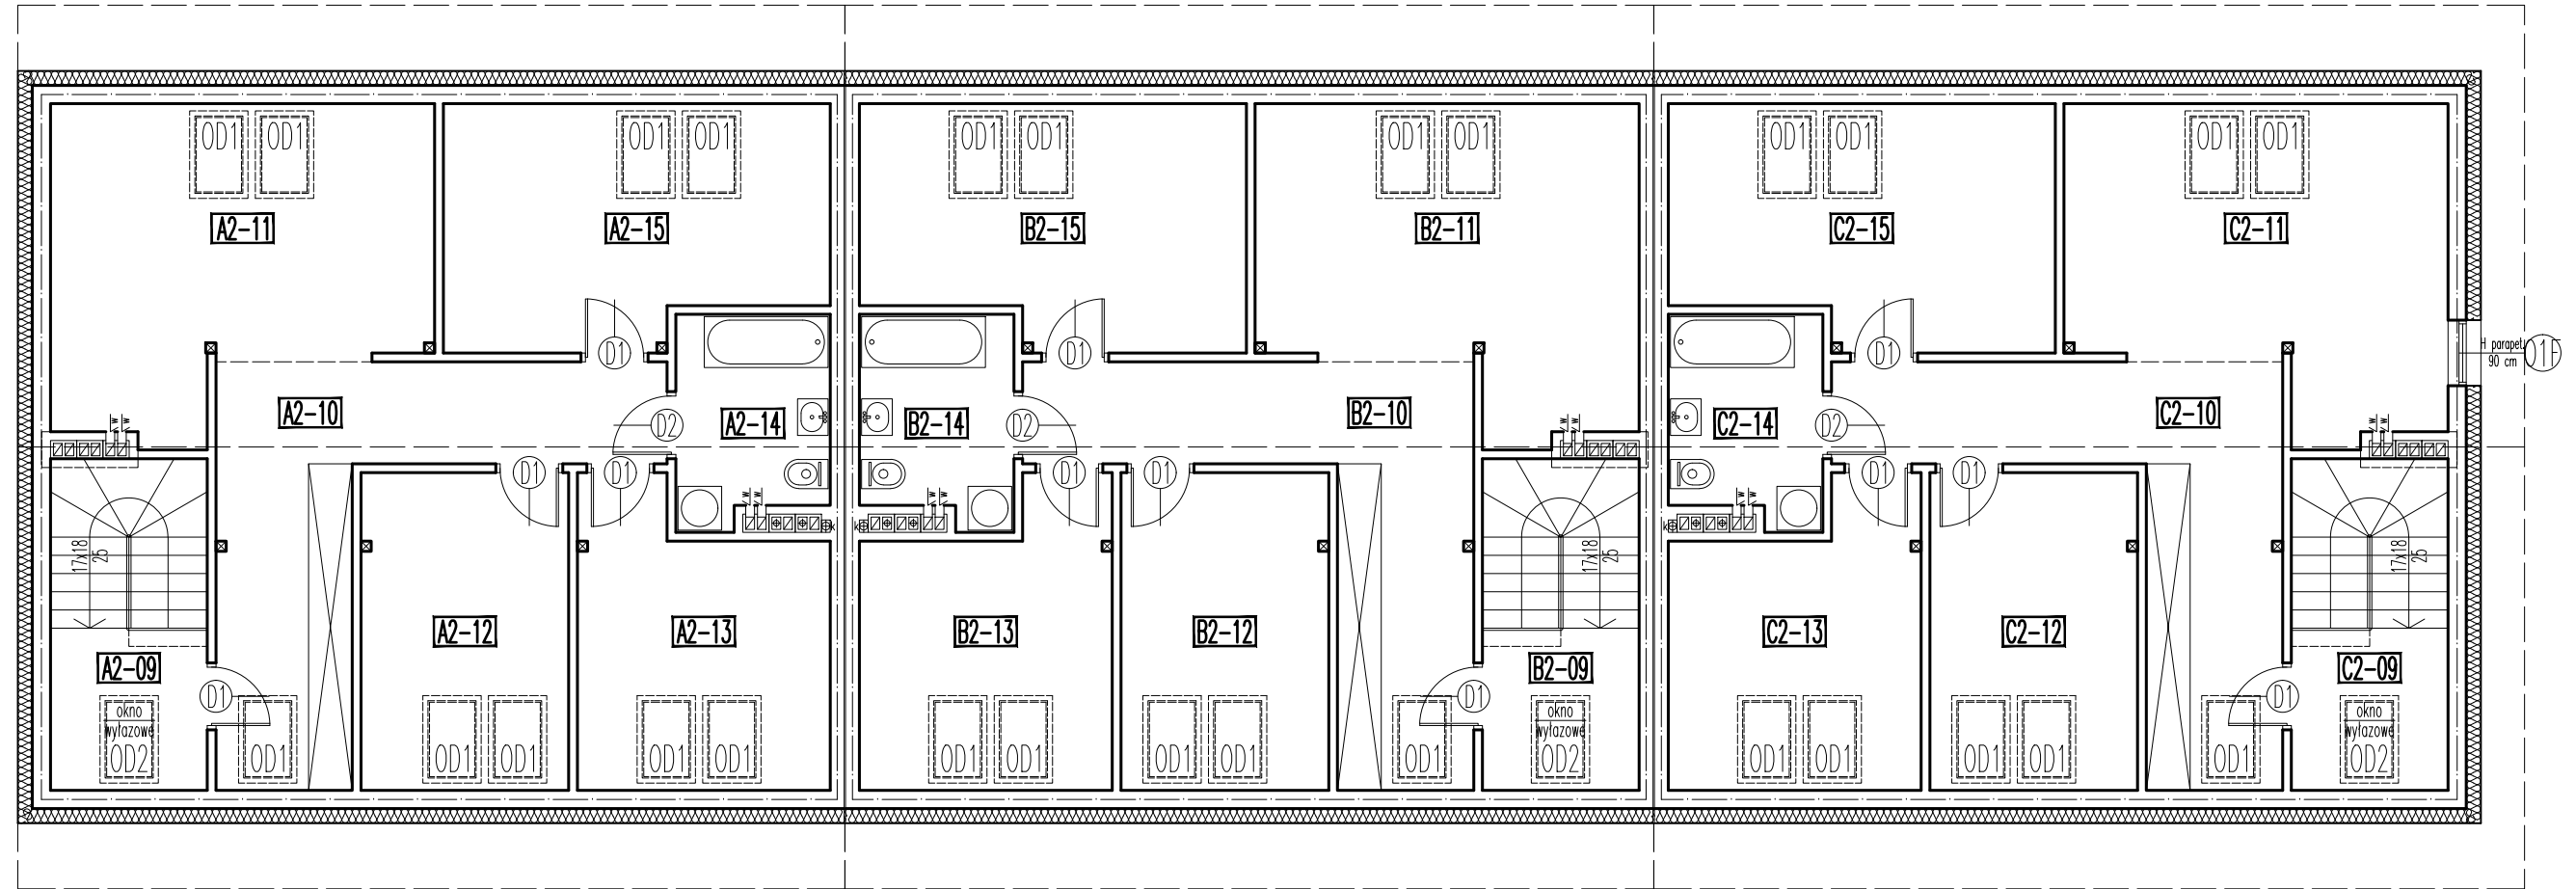 OD1 OD1 OD1 OD1 OD1 OD1 OD1 OD1 OD1 OD1 OD1 OD1
A2-11 A2-15 B2-15 B2-11 C2-15 C2-11
D1 D1 D1
H parapet.
90 cm
A2-10 A2-14 B2-14 B2-10 C2-14 C2-10
D2 D2 D2
w w w w w w
D1 D1 D1 D1 D1 D1
w w w w w w
k k k
17x18
25
17x18
25
17x18
25
A2-12 A2-13 B2-13 B2-12 C2-13 C2-12
A2-09 B2-09 C2-09
D1 D1 D1
okno
wyłazowe
OD2
OD1 OD1 OD1 OD1 OD1 OD1 OD1 OD1 OD1 OD1
okno
wyłazowe
OD2
OD1 OD1 OD1 OD1 OD1
okno
wyłazowe
OD2